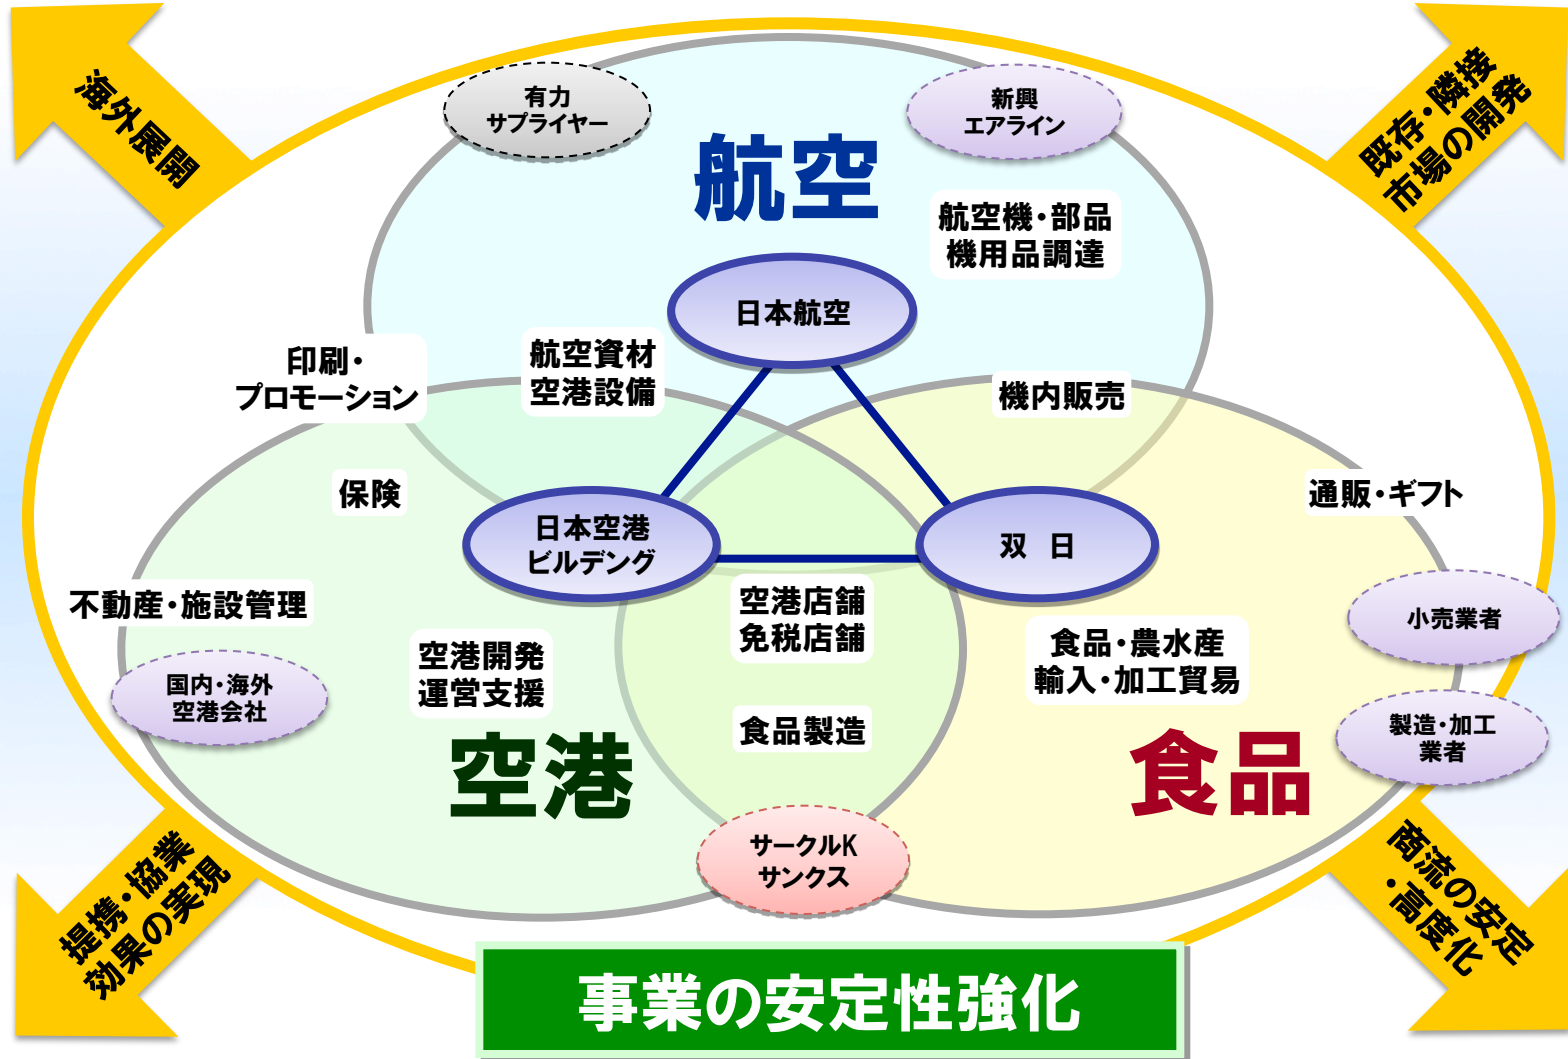 海外展開
既存・隣接
市場の開発
有力
サプライヤー
新興
エアライン
航空
航空機・部品
機用品調達
日本航空
印刷・
プロモーション
航空資材
空港設備
機内販売
保険
通販・ギフト
日本空港
ビルデング
双 日
不動産・施設管理
空港店舗
免税店舗
小売業者
空港開発
運営支援
食品・農水産
輸入・加工貿易
国内・海外
空港会社
食品製造
製造・加工
業者
空港
食品
サークルK
サンクス
提携・協業
効果の実現
商流の安定
・高度化
事業の安定性強化